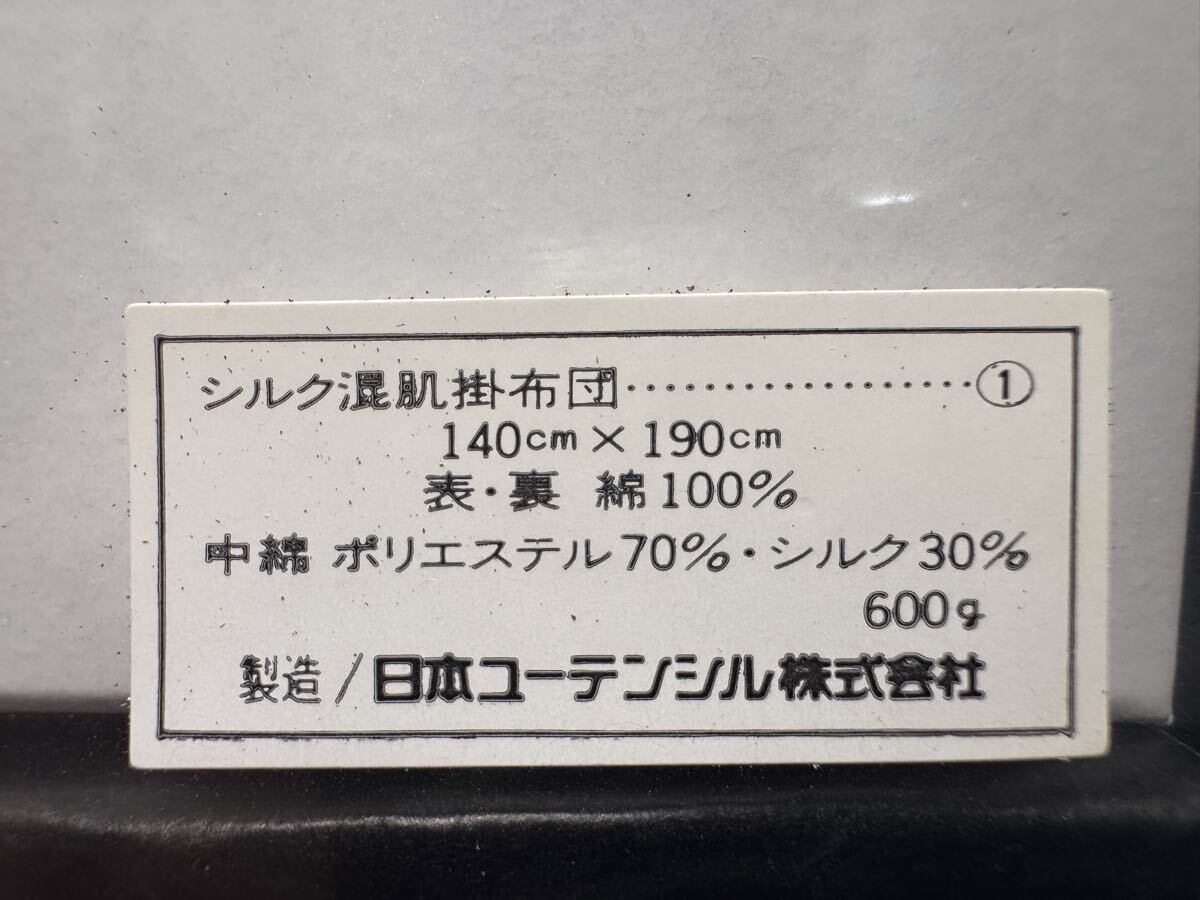 シルク混肌掛布団………………①
140cm×190cm
表・裏 綿100%
中綿 ポリエステル70%・シルク30%
600g
製造/日本コーテンシル株式会社